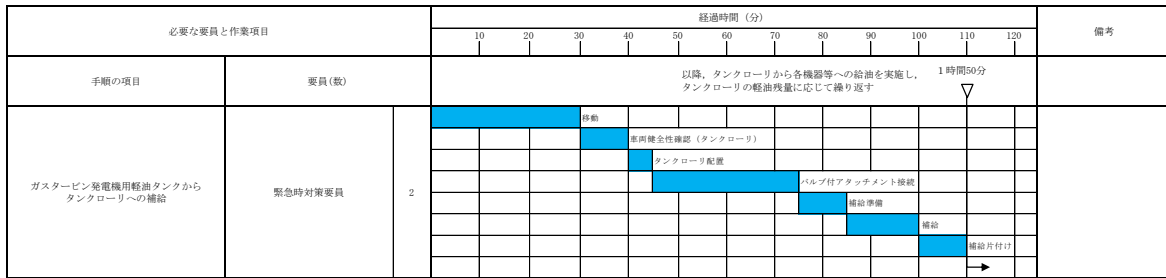 必要な要員と作業項目
経過時間（分）
備考
10 20 30 40 50 60 70 80 90 100 110 120
手順の項目
要員(数)
以降，タンクローリから各機器等への給油を実施し，
タンクローリの軽油残量に応じて繰り返す
1時間50分
移動
車両健全性確認（タンクローリ）
タンクローリ配置
バルブ付アタッチメント接続
補給準備
補給
補給片付け
ガスタービン発電機用軽油タンクから
タンクローリへの補給
緊急時対策要員
2